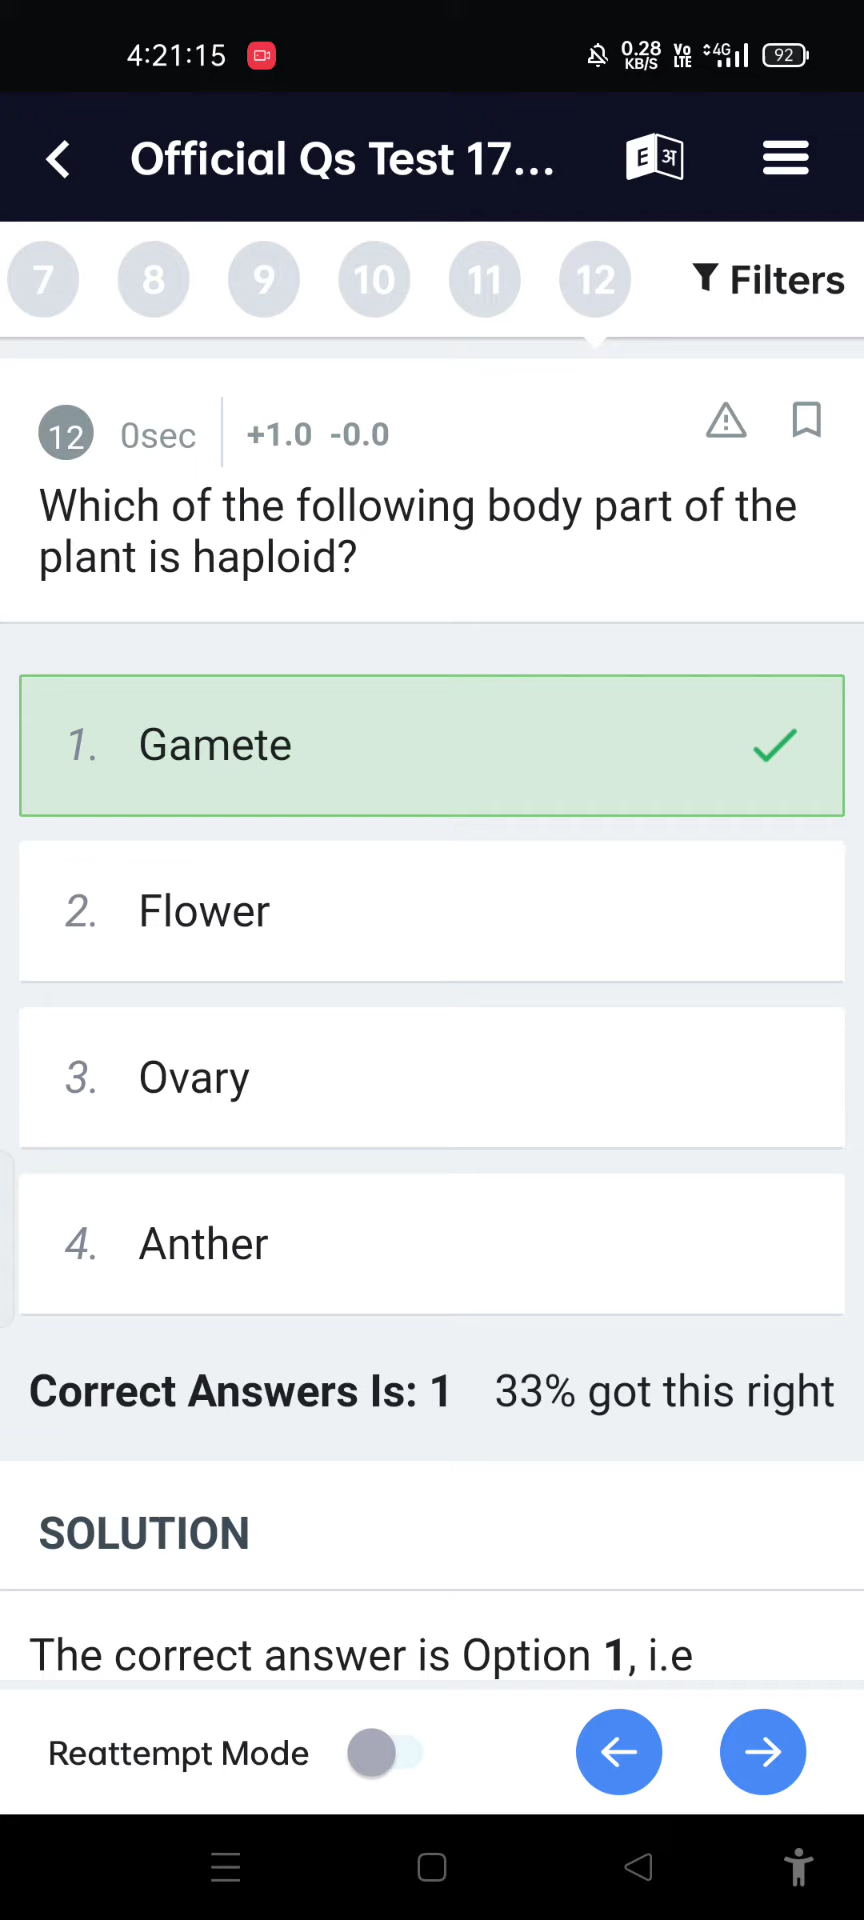 4:21:15 0.28 KB/S Vo LTE 4G 92
Official Qs Test 17... E अ
7 8 9 10 11 12 Filters
12 0sec +1.0 -0.0
Which of the following body part of the
plant is haploid?
1. Gamete
2. Flower
3. Ovary
4. Anther
Correct Answers Is: 1 33% got this right
SOLUTION
The correct answer is Option 1, i.e
Reattempt Mode